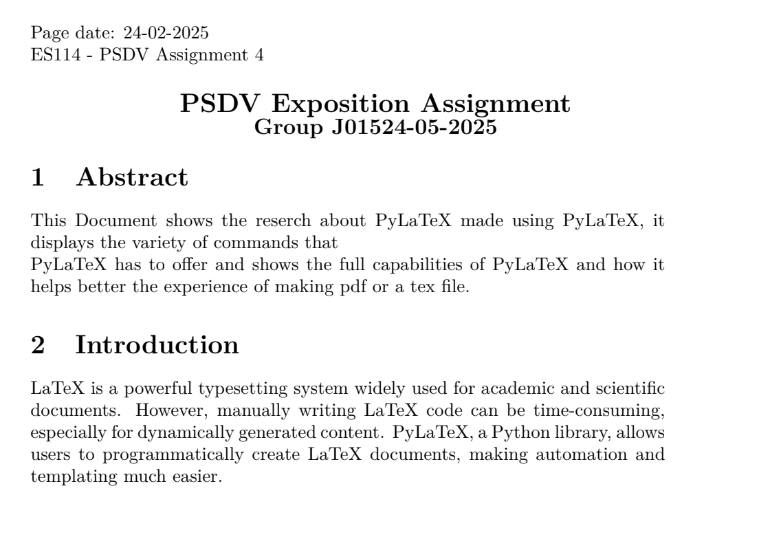 Page date: 24-02-2025
ES114 - PSDV Assignment 4
PSDV Exposition Assignment
Group J01524-05-2025
1 Abstract
This Document shows the reserch about PyLaTeX made using PyLaTeX, it
displays the variety of commands that
PyLaTeX has to offer and shows the full capabilities of PyLaTeX and how it
helps better the experience of making pdf or a tex file.
2 Introduction
LaTeX is a powerful typesetting system widely used for academic and scientific
documents. However, manually writing LaTeX code can be time-consuming,
especially for dynamically generated content. PyLaTeX, a Python library, allows
users to programmatically create LaTeX documents, making automation and
templating much easier.